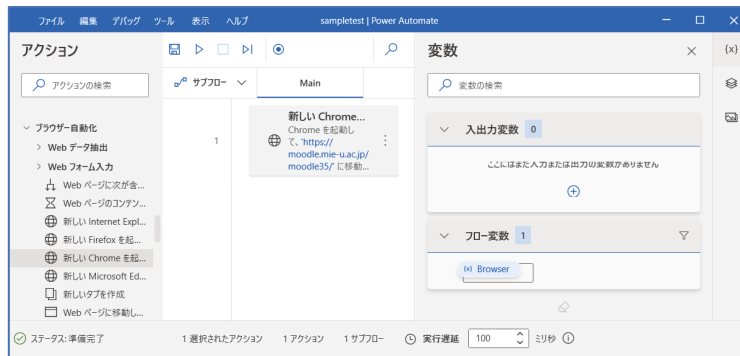 ファイル 編集 デバッグ ツール 表示 ヘルプ sampletest | Power Automate
アクション
アクションの検索
ブラウザー自動化
Web データ抽出
Web フォーム入力
Web ページに次が含...
Web ページのコンテン...
新しい Internet Expl...
新しい Firefox を起...
新しい Chrome を起...
新しい Microsoft Ed...
新しいタブを作成
Web ページに移動し...
サブフロー Main
1
新しい Chrome...
Chrome を起動し
て、'https://
moodle.mie-u.ac.jp/
moodle35/' に移動...
変数
{x}
変数の検索
入出力変数 0
ここにはまだ入力または出力の変数がありません
フロー変数 1
{x} Browser
ステータス: 準備完了 1 選択されたアクション 1 アクション 1 サブフロー 実行遅延 100 ミリ秒